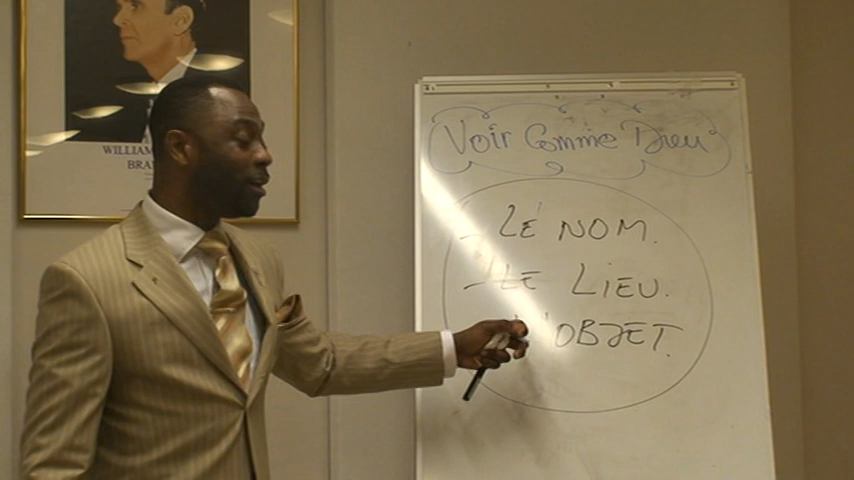 WILLIAM
BRA
Voir Comme Dieu
- LE NOM.
- LE LIEU.
L'OBJET.